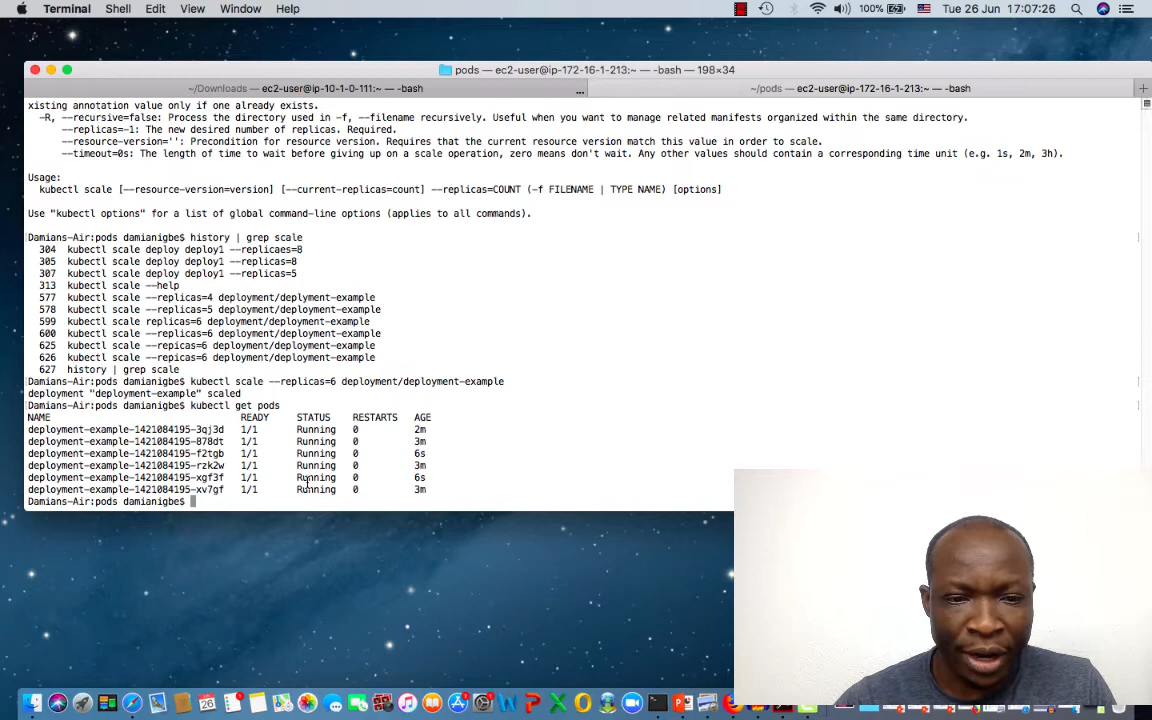 Terminal Shell Edit View Window Help 100% Tue 26 Jun 17:07:26
pods — ec2-user@ip-172-16-1-213:~ — -bash — 198×34
~/Downloads — ec2-user@ip-10-1-0-111:~ — -bash ... ~/pods — ec2-user@ip-172-16-1-213:~ — -bash +
xisting annotation value only if one already exists.
-R, --recursive=false: Process the directory used in -f, --filename recursively. Useful when you want to manage related manifests organized within the same directory.
--replicas=-1: The new desired number of replicas. Required.
--resource-version='': Precondition for resource version. Requires that the current resource version match this value in order to scale.
--timeout=0s: The length of time to wait before giving up on a scale operation, zero means don't wait. Any other values should contain a corresponding time unit (e.g. 1s, 2m, 3h).
Usage:
kubectl scale [--resource-version=version] [--current-replicas=count] --replicas=COUNT (-f FILENAME | TYPE NAME) [options]
Use "kubectl options" for a list of global command-line options (applies to all commands).
[Damians-Air:pods damianigbe$ history | grep scale ]
304 kubectl scale deploy deploy1 --replicaes=8
305 kubectl scale deploy deploy1 --replicas=8
307 kubectl scale deploy deploy1 --replicas=5
313 kubectl scale --help
577 kubectl scale --replicas=4 deployment/deplyment-example
578 kubectl scale --replicas=5 deployment/deployment-example
599 kubectl scale replicas=6 deployment/deployment-example
600 kubectl scale --replicas=6 deployment/deployment-example
625 kubectl scale --repicas=6 deployment/deployment-example
626 kubectl scale --repicas=6 deployment/deployment-example
627 history | grep scale
[Damians-Air:pods damianigbe$ kubectl scale --replicas=6 deployment/deployment-example ]
deployment "deployment-example" scaled
[Damians-Air:pods damianigbe$ kubectl get pods ]
NAME READY STATUS RESTARTS AGE
deployment-example-1421084195-3qj3d 1/1 Running 0 2m
deployment-example-1421084195-878dt 1/1 Running 0 3m
deployment-example-1421084195-f2tgb 1/1 Running 0 6s
deployment-example-1421084195-rzk2w 1/1 Running 0 3m
deployment-example-1421084195-xgf3f 1/1 Running 0 6s
deployment-example-1421084195-xv7gf 1/1 Running 0 3m
Damians-Air:pods damianigbe$